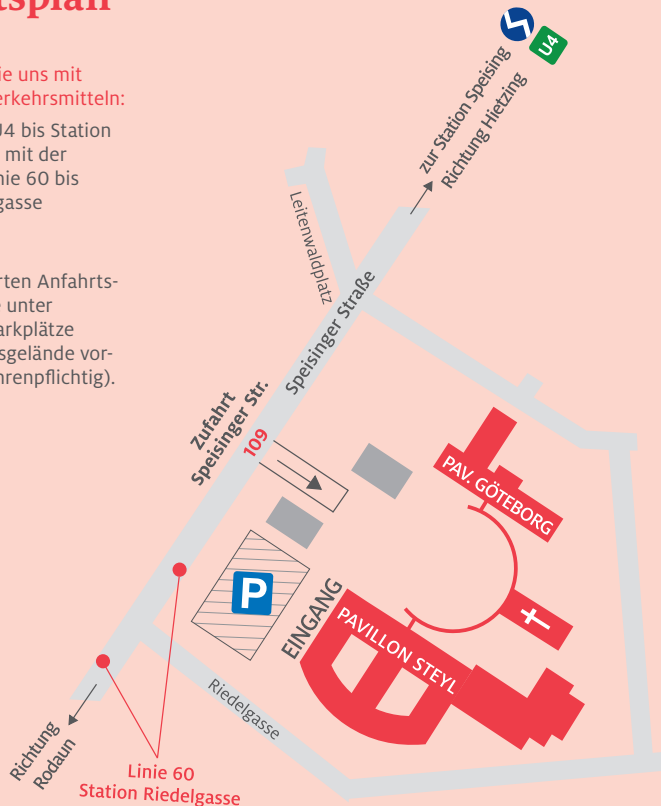 tsplan
ie uns mit
erkehrsmitteln:
U4 bis Station
mit der
nie 60 bis
gasse
rten Anfahrts-
e unter
arkplätze
sgelände vor-
hrenpflichtig).
U4
zur Station Speising
Richtung Hietzing
Leitenwaldplatz
Speisinger Straße
Zufahrt
Speisinger Str.
109
PAV. GÖTEBORG
P
EINGANG
PAVILLON STEYL
Riedelgasse
Richtung
Rodaun
Linie 60
Station Riedelgasse